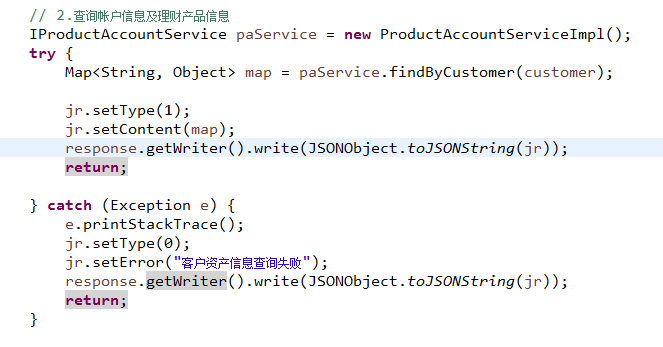 // 2.查询帐户信息及理财产品信息
IProductAccountService paService = new ProductAccountServiceImpl();
try {
Map<String, Object> map = paService.findByCustomer(customer);
jr.setType(1);
jr.setContent(map);
response.getWriter().write(JSONObject.toJSONString(jr));
return;
} catch (Exception e) {
e.printStackTrace();
jr.setType(0);
jr.setError("客户资产信息查询失败");
response.getWriter().write(JSONObject.toJSONString(jr));
return;
}